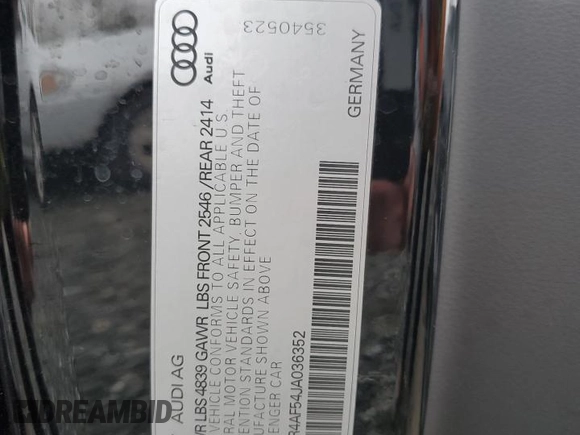 Audi
3540523
AUDI AG
VR LBS 4839 GAWR LBS FRONT 2546 / REAR 2414
VEHICLE CONFORMS TO ALL APPLICABLE U.S.
RAL MOTOR VEHICLE SAFETY, BUMPER AND THEFT
ENTION STANDARDS IN EFFECT ON THE DATE OF
UFACTURE SHOWN ABOVE
ENGER CAR
GERMANY
R4AF54JA036352
DREAMBID